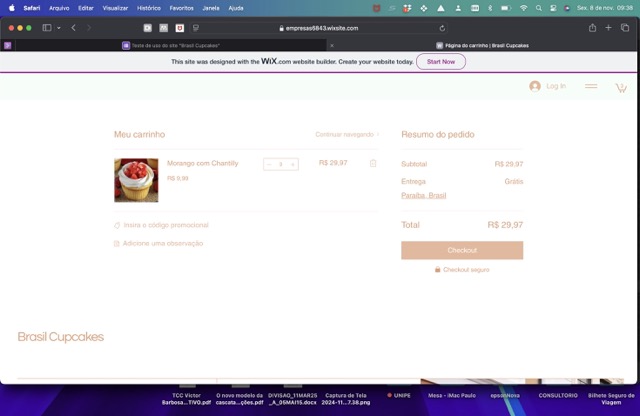 Safari Arquivo Editar Visualizar Histórico Favoritos Janela Ajuda Sex. 8 de nov. 09:38
empresas6843.wixsite.com
Teste de uso do site "Brasil Cupcakes" Página do carrinho | Brasil Cupcakes
This site was designed with the WiX.com website builder. Create your website today. Start Now
Log In
Meu carrinho Continuar navegando
Resumo do pedido
Morango com Chantilly
R$ 9,99
R$ 29,97
Subtotal R$ 29,97
Entrega Grátis
Paraíba, Brasil
Insira o código promocional
Adicione uma observação
Total R$ 29,97
Checkout
Checkout seguro
Brasil Cupcakes
TCC Victor Barbosa...TIVO.pdf
O novo modelo da cascata...ções.pdf
DIVISAO_11MAR25_A_05MAI15.docx
Captura de Tela 2024-11...7.38.png
UNIPE
Mesa - iMac Paulo
CONSULTORIO
Bilhete Seguro de Viagem